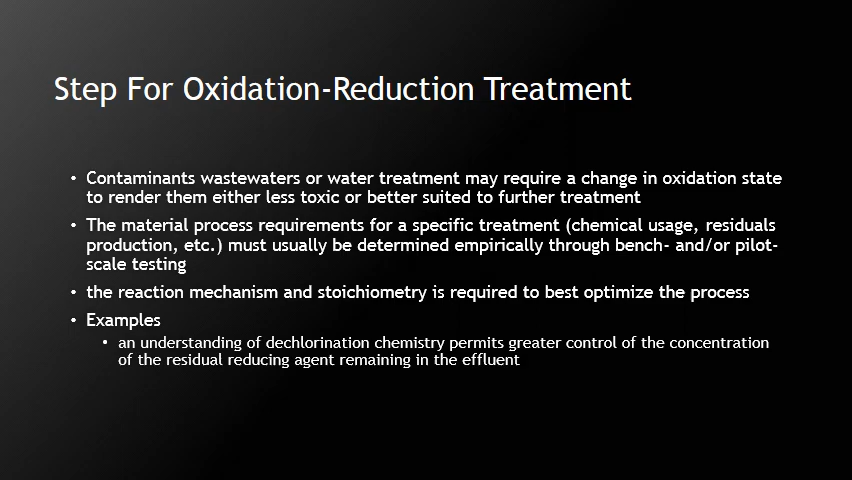 Step For Oxidation-Reduction Treatment
• Contaminants wastewaters or water treatment may require a change in oxidation state
to render them either less toxic or better suited to further treatment
• The material process requirements for a specific treatment (chemical usage, residuals
production, etc.) must usually be determined empirically through bench- and/or pilot-
scale testing
• the reaction mechanism and stoichiometry is required to best optimize the process
• Examples
• an understanding of dechlorination chemistry permits greater control of the concentration
of the residual reducing agent remaining in the effluent